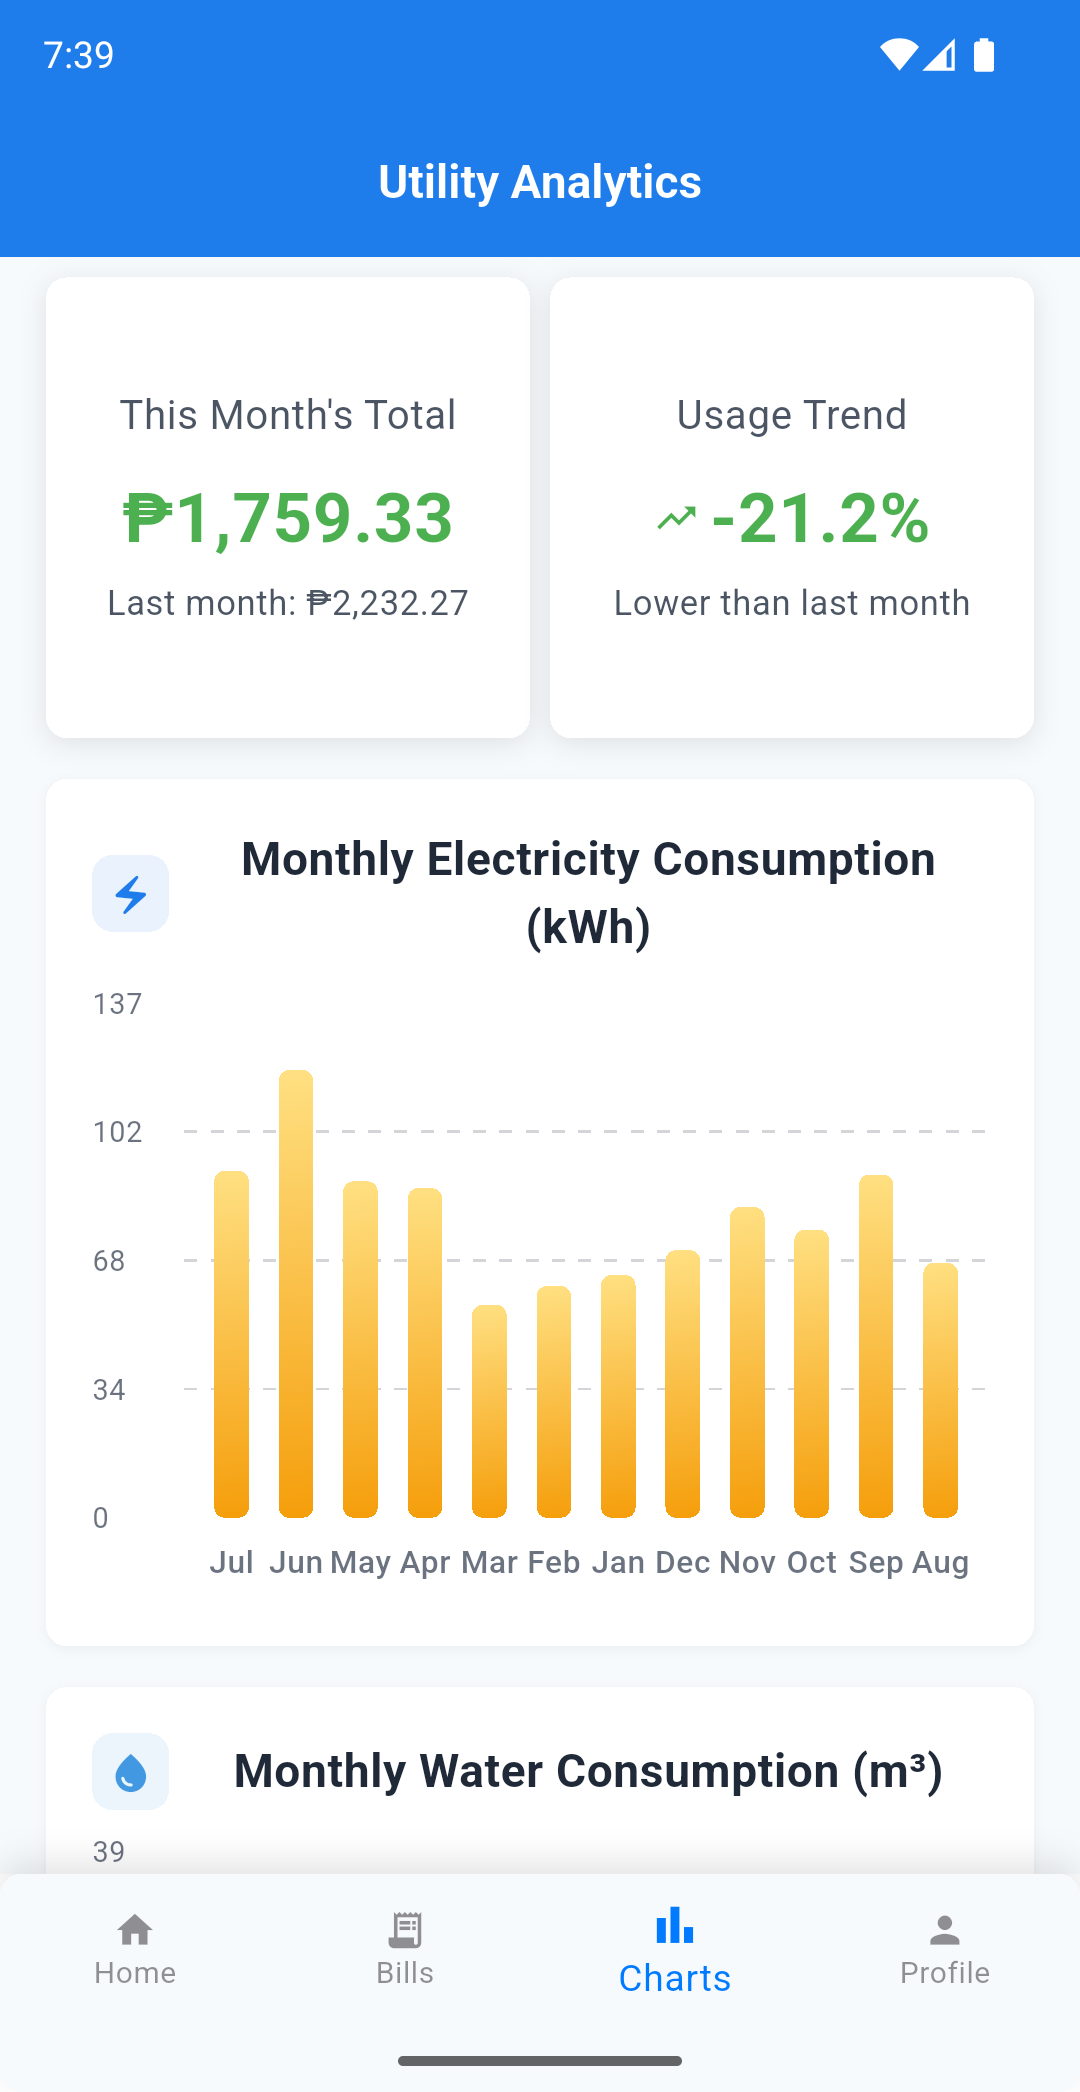 7:39
Utility Analytics
This Month's Total
₱1,759.33
Last month: ₱2,232.27
Usage Trend
-21.2%
Lower than last month
Monthly Electricity Consumption
(kWh)
137
102
68
34
0
Jul Jun May Apr Mar Feb Jan Dec Nov Oct Sep Aug
Monthly Water Consumption (m³)
39
Home
Bills
Charts
Profile